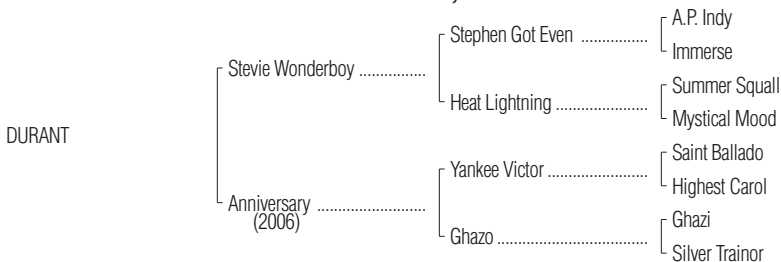 A.P. Indy
Stephen Got Even ................
Immerse
Stevie Wonderboy ................
Summer Squall
Heat Lightning ......................
Mystical Mood
DURANT
Saint Ballado
Yankee Victor ........................
Highest Carol
Anniversary ..........................
(2006)
Ghazi
Ghazo ....................................
Silver Trainor